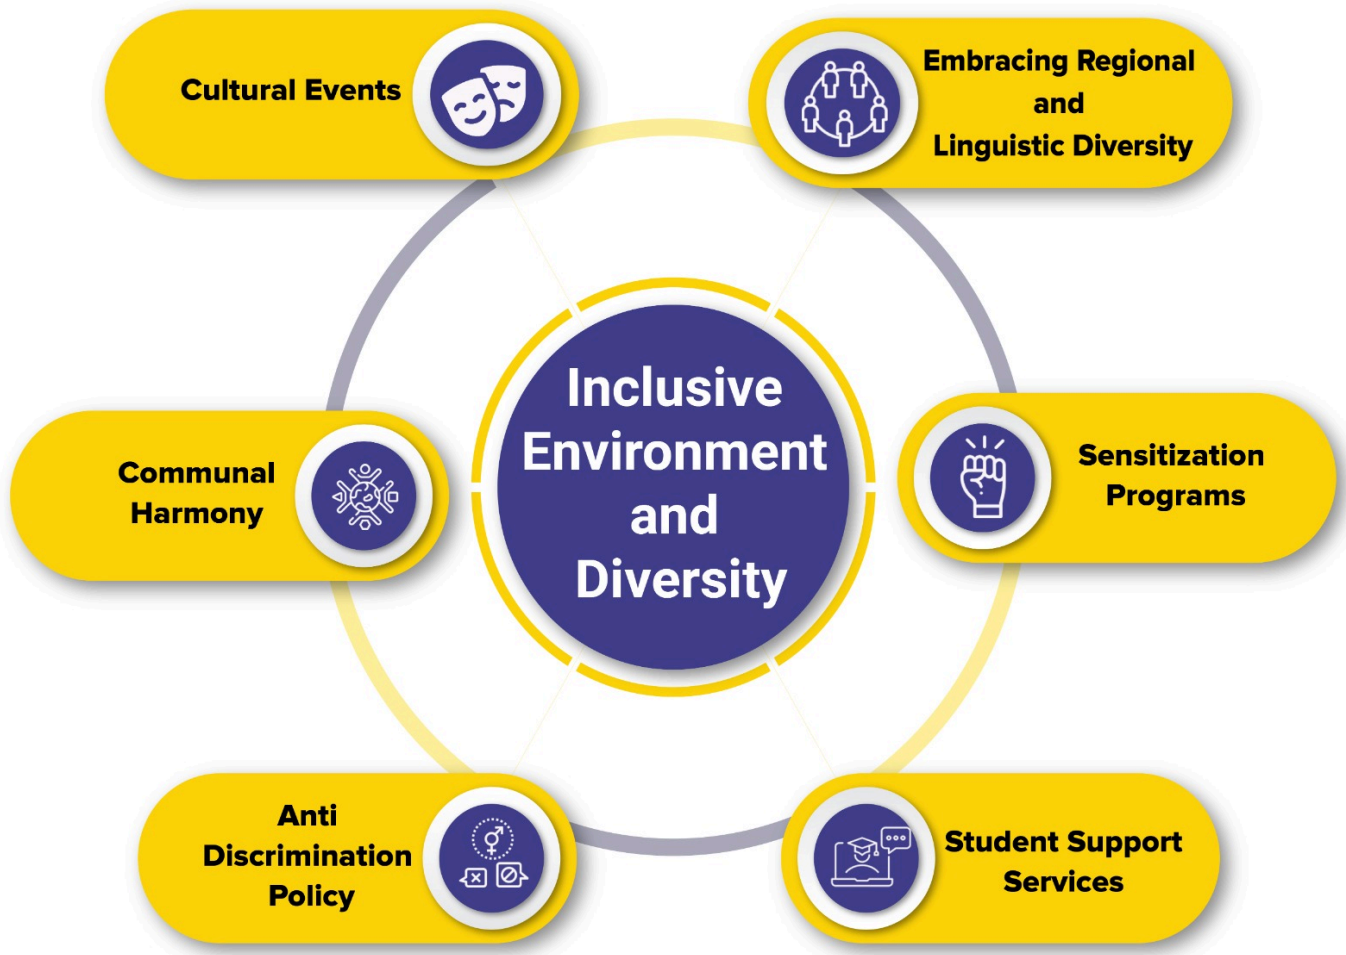 Cultural Events
Embracing Regional
and
Linguistic Diversity
Inclusive
Environment
and
Diversity
Communal
Harmony
Sensitization
Programs
Anti
Discrimination
Policy
Student Support
Services